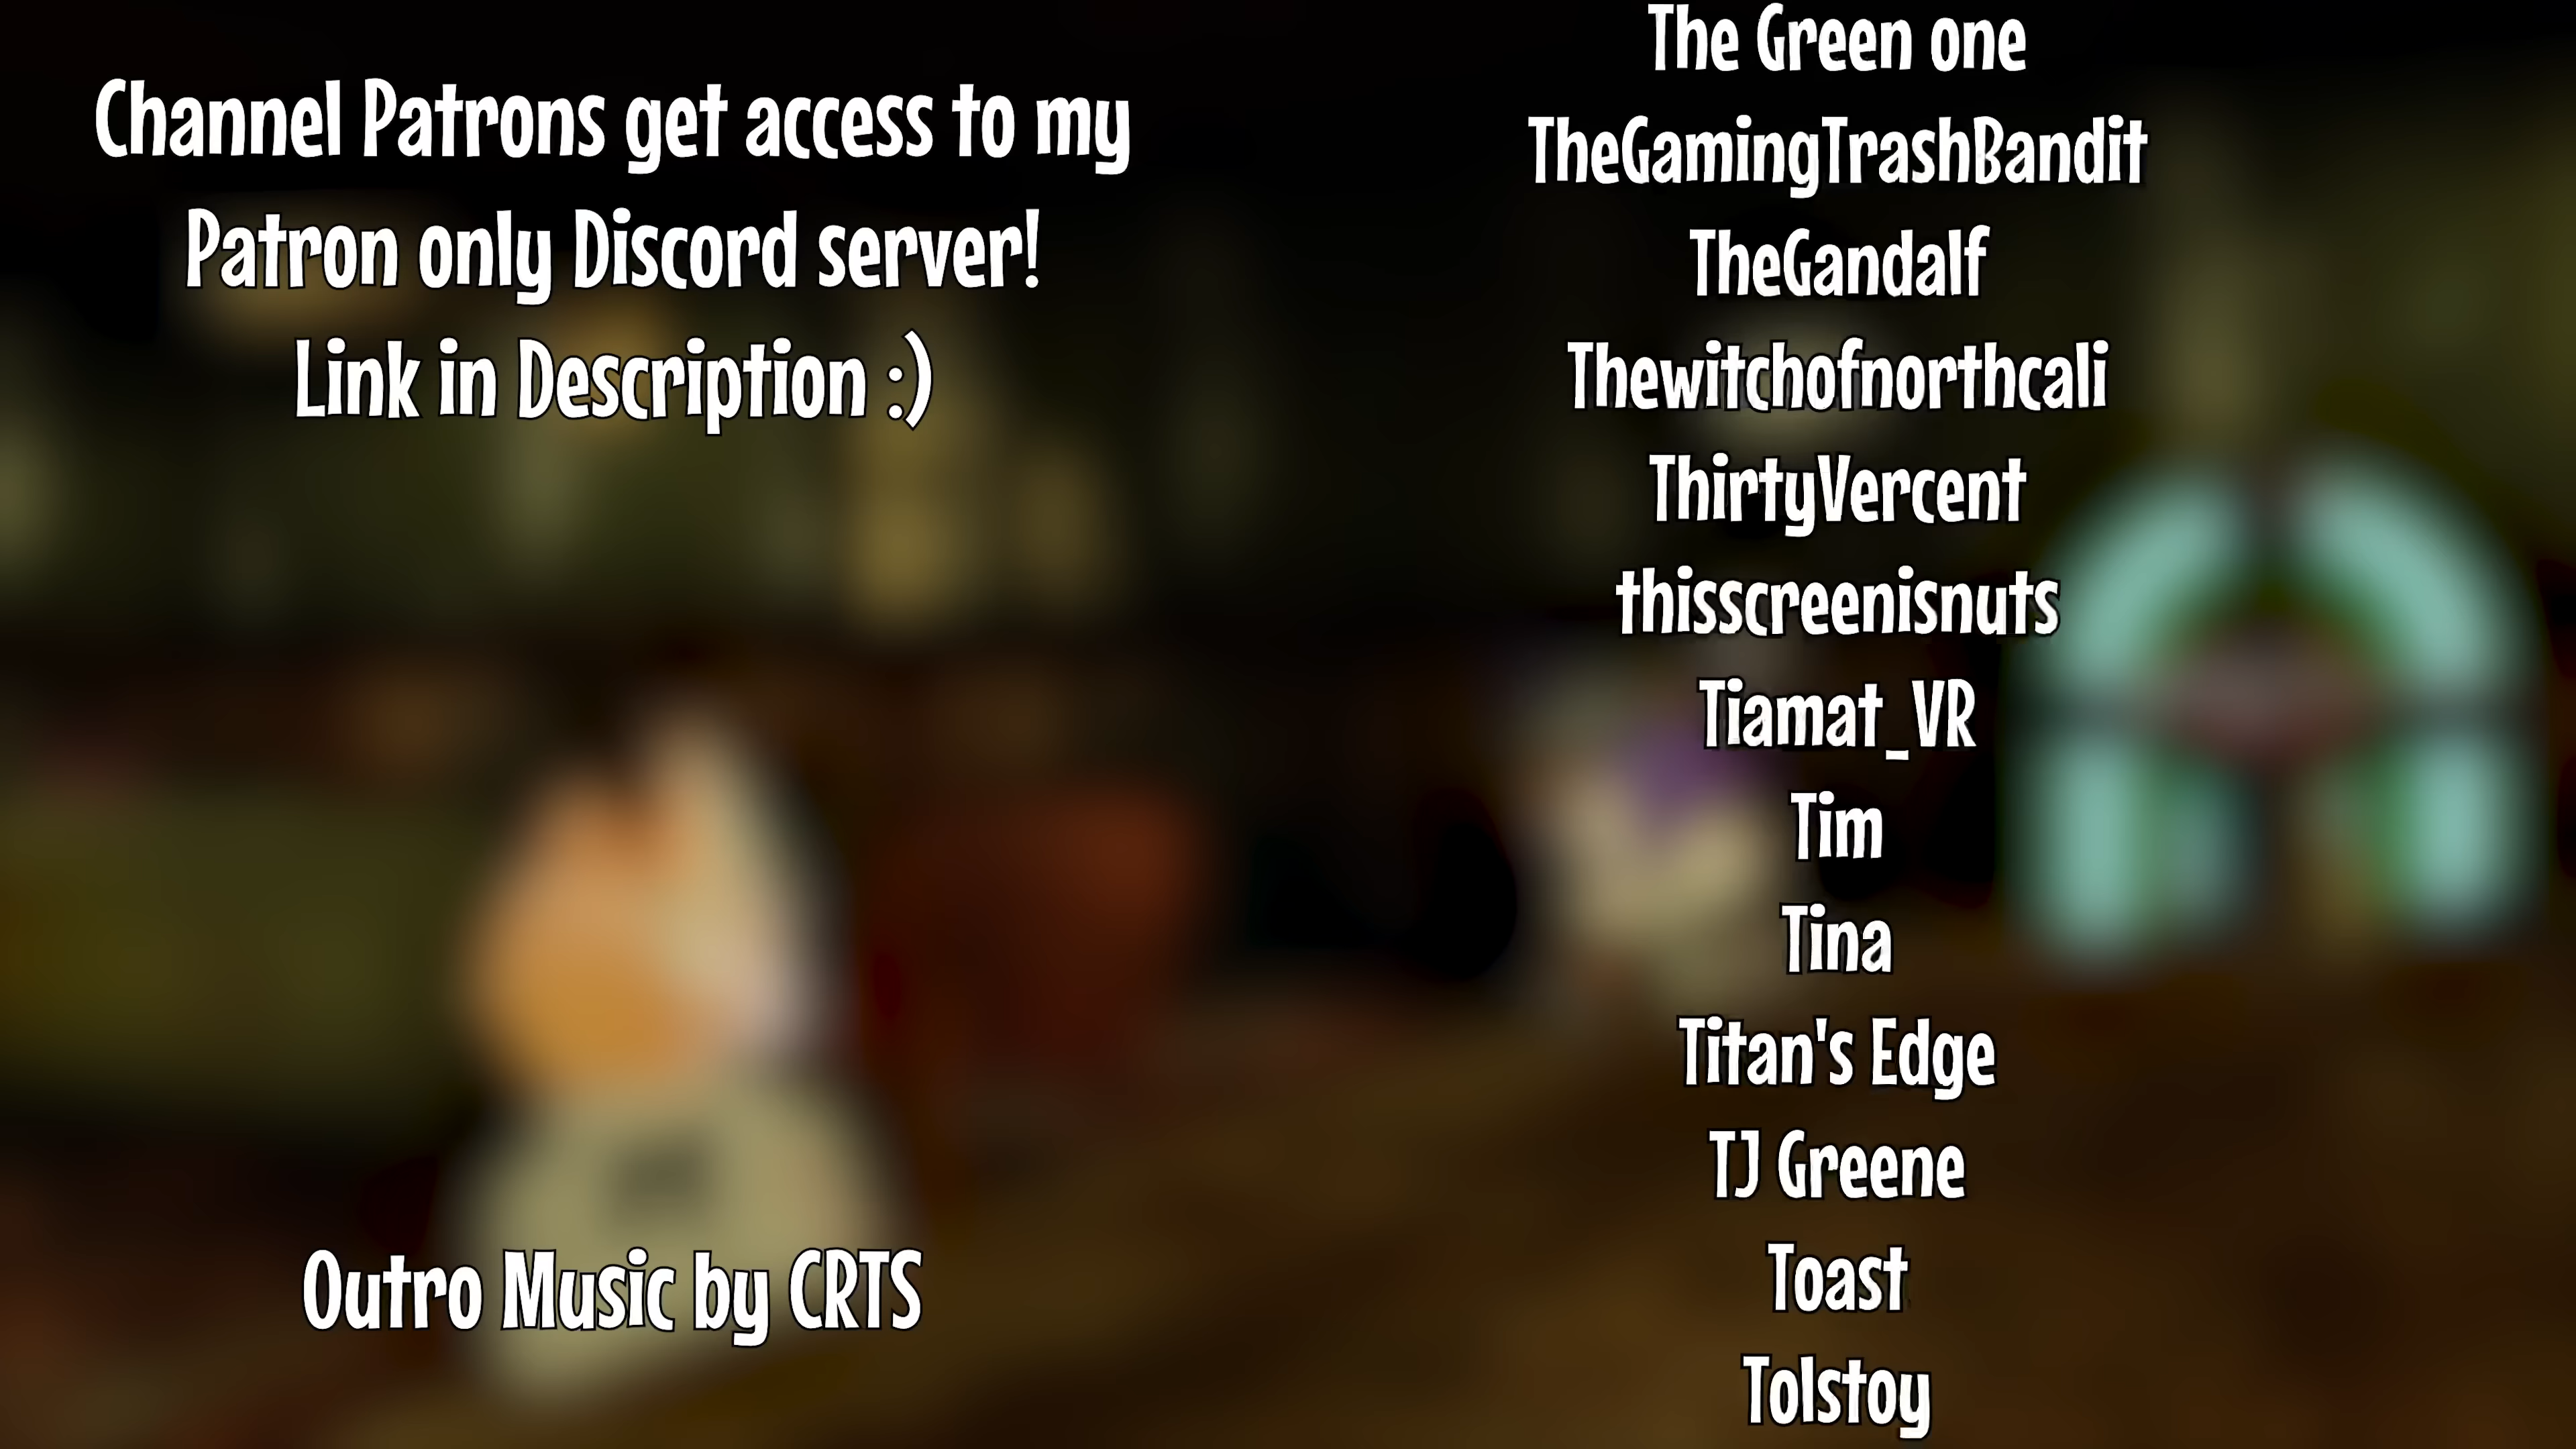 Channel Patrons get access to my
Patron only Discord server!
Link in Description :)
Outro Music by CRTS
The Green one
TheGamingTrashBandit
TheGandalf
Thewitchofnorthcali
ThirtyVercent
thisscreenisnuts
Tiamat_VR
Tim
Tina
Titan's Edge
TJ Greene
Toast
Tolstoy